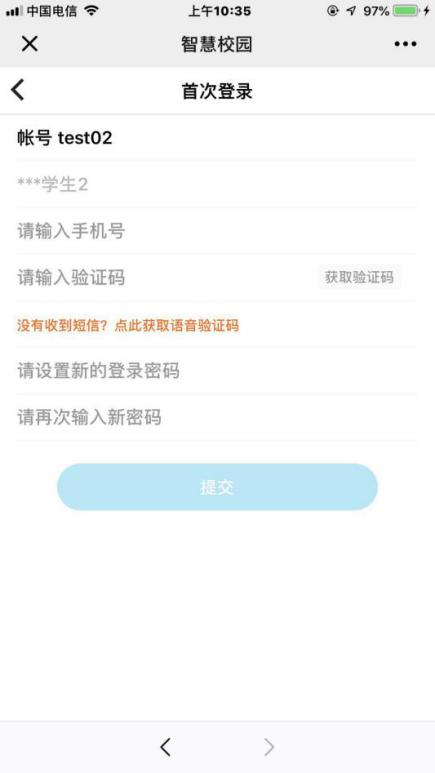 中国电信 上午10:35 97%
智慧校园
首次登录
帐号 test02
***学生2
请输入手机号
请输入验证码 获取验证码
没有收到短信？点此获取语音验证码
请设置新的登录密码
请再次输入新密码
提交